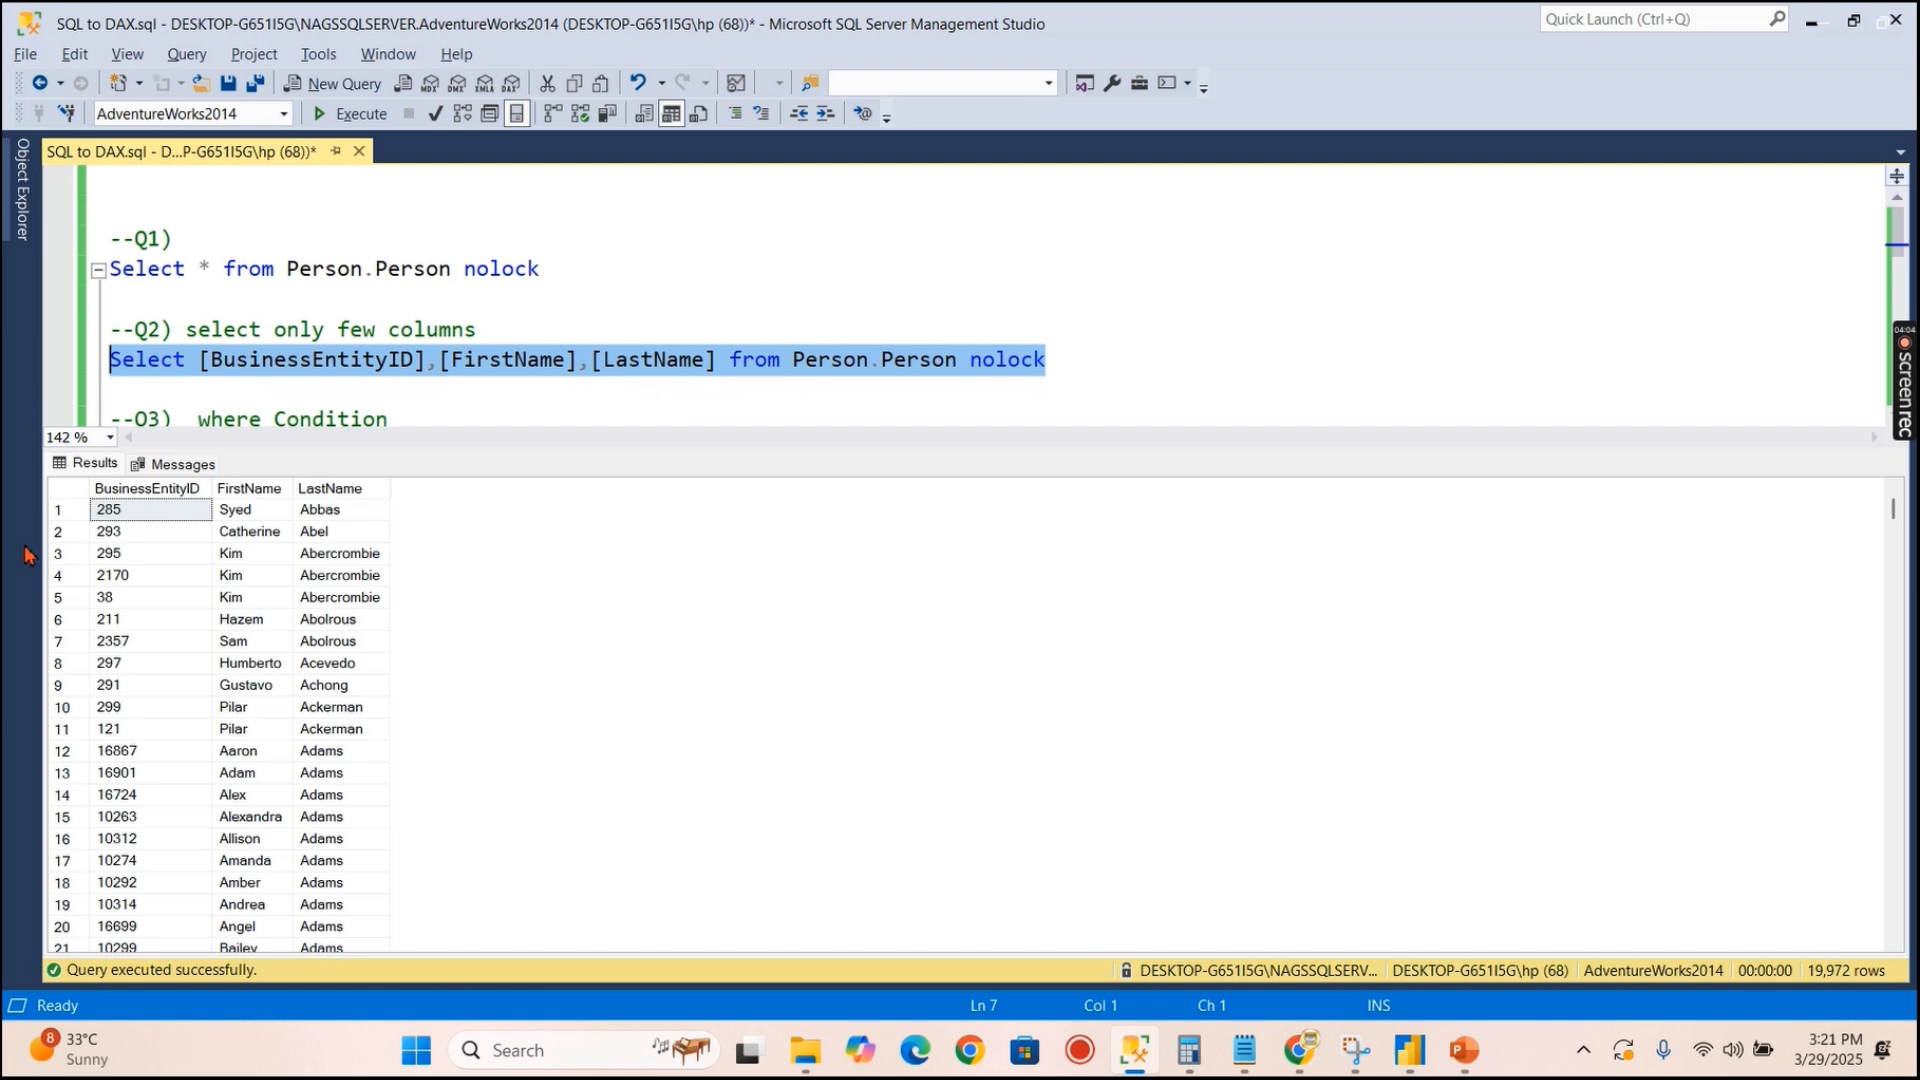 SQL to DAX.sql - DESKTOP-G651I5G\NAGSSQLSERVER.AdventureWorks2014 (DESKTOP-G651I5G\hp (68))* - Microsoft SQL Server Management Studio
Quick Launch (Ctrl+Q)
File Edit View Query Project Tools Window Help
New Query MDX DMX XMLA DAX
AdventureWorks2014 Execute
Object Explorer
SQL to DAX.sql - D...P-G651I5G\hp (68))*
--Q1)
Select * from Person.Person nolock
--Q2) select only few columns
Select [BusinessEntityID],[FirstName],[LastName] from Person.Person nolock
--Q3)  where Condition
04:04
Screenrec
142 %
Results Messages
BusinessEntityID FirstName LastName
1 285 Syed Abbas
2 293 Catherine Abel
3 295 Kim Abercrombie
4 2170 Kim Abercrombie
5 38 Kim Abercrombie
6 211 Hazem Abolrous
7 2357 Sam Abolrous
8 297 Humberto Acevedo
9 291 Gustavo Achong
10 299 Pilar Ackerman
11 121 Pilar Ackerman
12 16867 Aaron Adams
13 16901 Adam Adams
14 16724 Alex Adams
15 10263 Alexandra Adams
16 10312 Allison Adams
17 10274 Amanda Adams
18 10292 Amber Adams
19 10314 Andrea Adams
20 16699 Angel Adams
21 10299 Bailey Adams
Query executed successfully. DESKTOP-G651I5G\NAGSSQLSERV... DESKTOP-G651I5G\hp (68) AdventureWorks2014 00:00:00 19,972 rows
Ready Ln 7 Col 1 Ch 1 INS
8 33°C
Sunny
Search
3:21 PM
3/29/2025